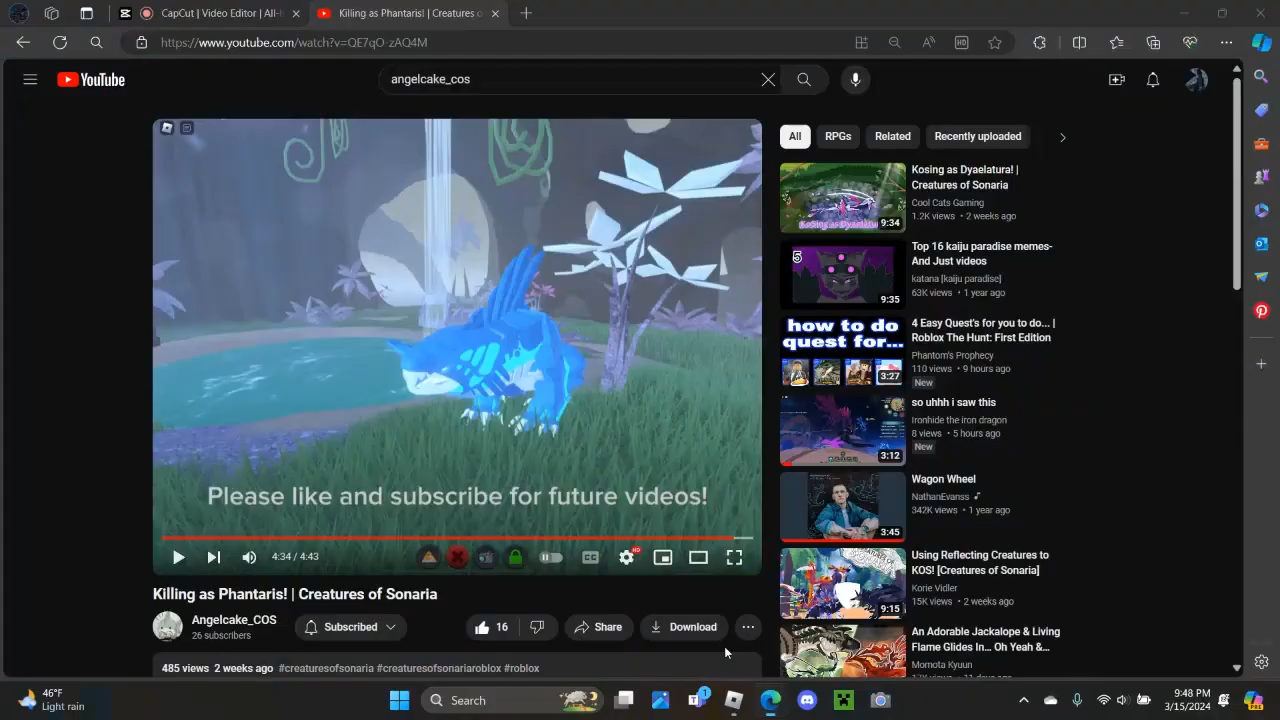 CapCut | Video Editor | All-I
Killing as Phantaris! | Creatures o
https://www.youtube.com/watch?v=QE7qO-zAQ4M
YouTube
angelcake_cos
All
RPGs
Related
Recently uploaded
Please like and subscribe for future videos!
4:34 / 4:43
CC
HD
Killing as Phantaris! | Creatures of Sonaria
Angelcake_COS
26 subscribers
Subscribed
16
Share
Download
485 views 2 weeks ago #creaturesofsonaria #creaturesofsonariaroblox #roblox
9:34
Kosing as Dyaelatura! |
Creatures of Sonaria
Cool Cats Gaming
1.2K views • 2 weeks ago
5
9:35
Top 16 kaiju paradise memes-
And Just videos
katana [kaiju paradise]
63K views • 1 year ago
how to do
quest for...
3:27
4 Easy Quest's for you to do... |
Roblox The Hunt: First Edition
Phantom's Prophecy
110 views • 9 hours ago
New
3:12
so uhhh i saw this
Ironhide the iron dragon
8 views • 5 hours ago
New
3:45
Wagon Wheel
NathanEvanss
342K views • 1 year ago
9:15
Using Reflecting Creatures to
KOS! [Creatures of Sonaria]
Korie Vidler
15K views • 2 weeks ago
An Adorable Jackalope & Living
Flame Glides In... Oh Yeah &...
Momota Kyuun
17K views • 11 days ago
46°F
Light rain
Search
1
9:48 PM
3/15/2024